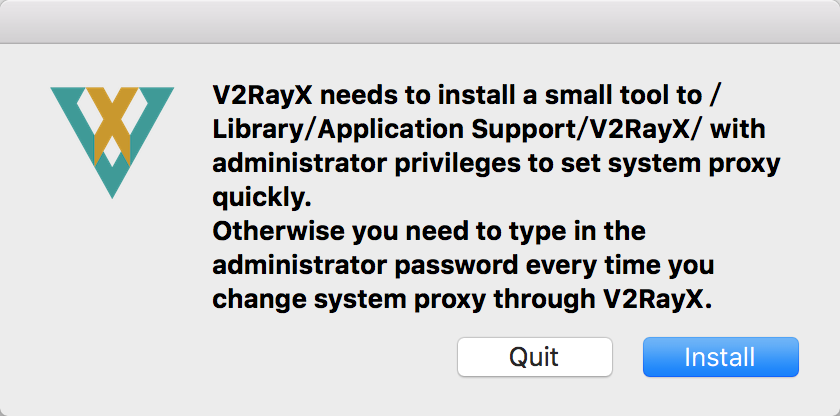 V2RayX needs to install a small tool to /
Library/Application Support/V2RayX/ with
administrator privileges to set system proxy
quickly.
Otherwise you need to type in the
administrator password every time you
change system proxy through V2RayX.
Quit
Install